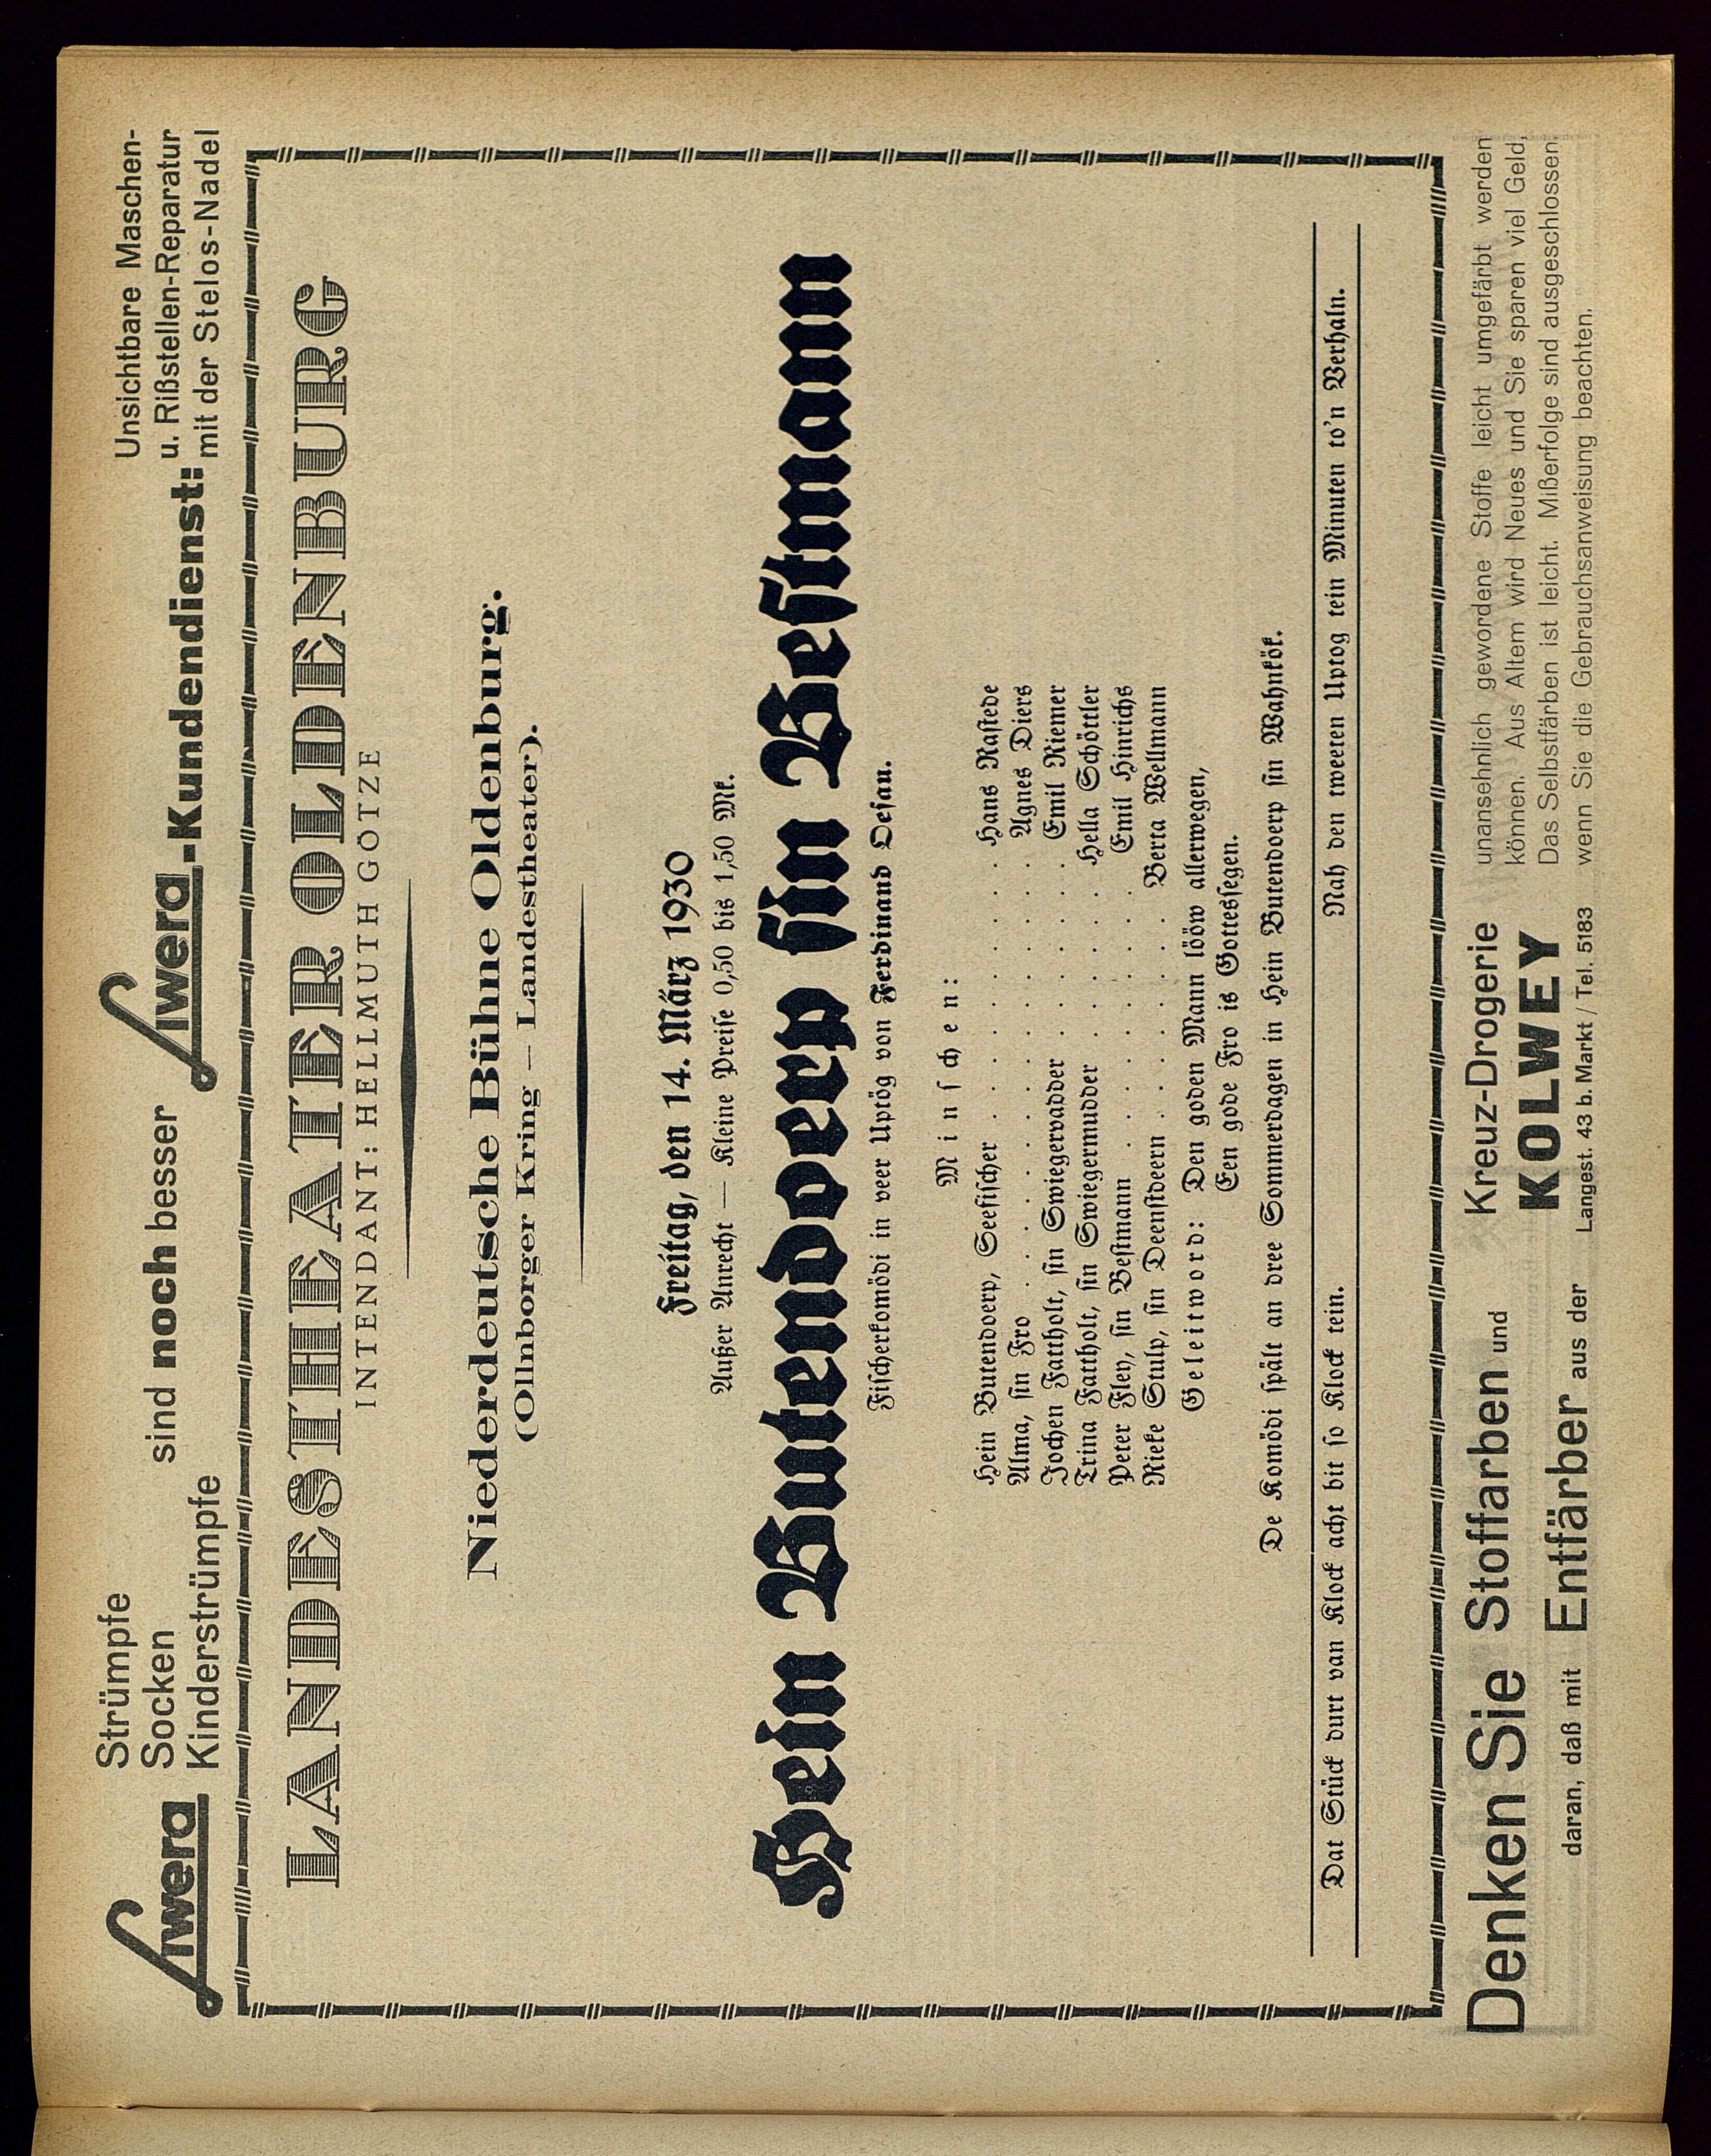 Siwera
Strümpfe
Socken
Kinderstrümpfe
sind noch besser
Siwera-Kundendienst:
Unsichtbare Maschen-
u. Rißstellen-Reparatur
mit der Stelos-Nadel
LANDESTHEATER OLDENBURG
INTENDANT: HELLMUTH GÖTZE
Niederdeutsche Bühne Oldenburg.
(Ollnborger Kring — Landestheater).
Freitag, den 14. März 1930
Außer Anrecht — Kleine Preise 0,50 bis 1,50 Mk.
Hein Butendoerp sin Bestmann
Fischerkomödi in veer Uptög von Ferdinand Oesau.
Minschen:
Hein Butendoerp, Seefischer . . . . . . . . . . Hans Rastede
Alma, sin Fro . . . . . . . . . . . . . . . Agnes Diers
Jochen Fattholt, sin Swiegervadder . . . . . . . Emil Riemer
Trina Fattholt, sin Swiegermudder . . . . . . . Hella Schöttler
Peter Fley, sin Bestmann . . . . . . . . . . Emil Hinrichs
Rieke Stulp, sin Deenstdeern . . . . . . . . Berta Wellmann
Geleitword: Den goden Mann lööw allerwegen,
Een gode Fro is Gottessegen.
De Komödi spält an dree Sommerdagen in Hein Butendoerp sin Wahnkök.
Dat Stück durt van Klock acht bit so Klock tein.
Nah den tweeten Uptog tein Minuten to'n Verhaln.
Denken Sie
daran, daß mit
Stoffarben und
Entfärber aus der
Kreuz-Drogerie
KOLWEY
Langest. 43 b. Markt / Tel. 5183
unansehnlich gewordene Stoffe leicht umgefärbt werden
können. Aus Altem wird Neues und Sie sparen viel Geld.
Das Selbstfärben ist leicht. Mißerfolge sind ausgeschlossen,
wenn Sie die Gebrauchsanweisung beachten.